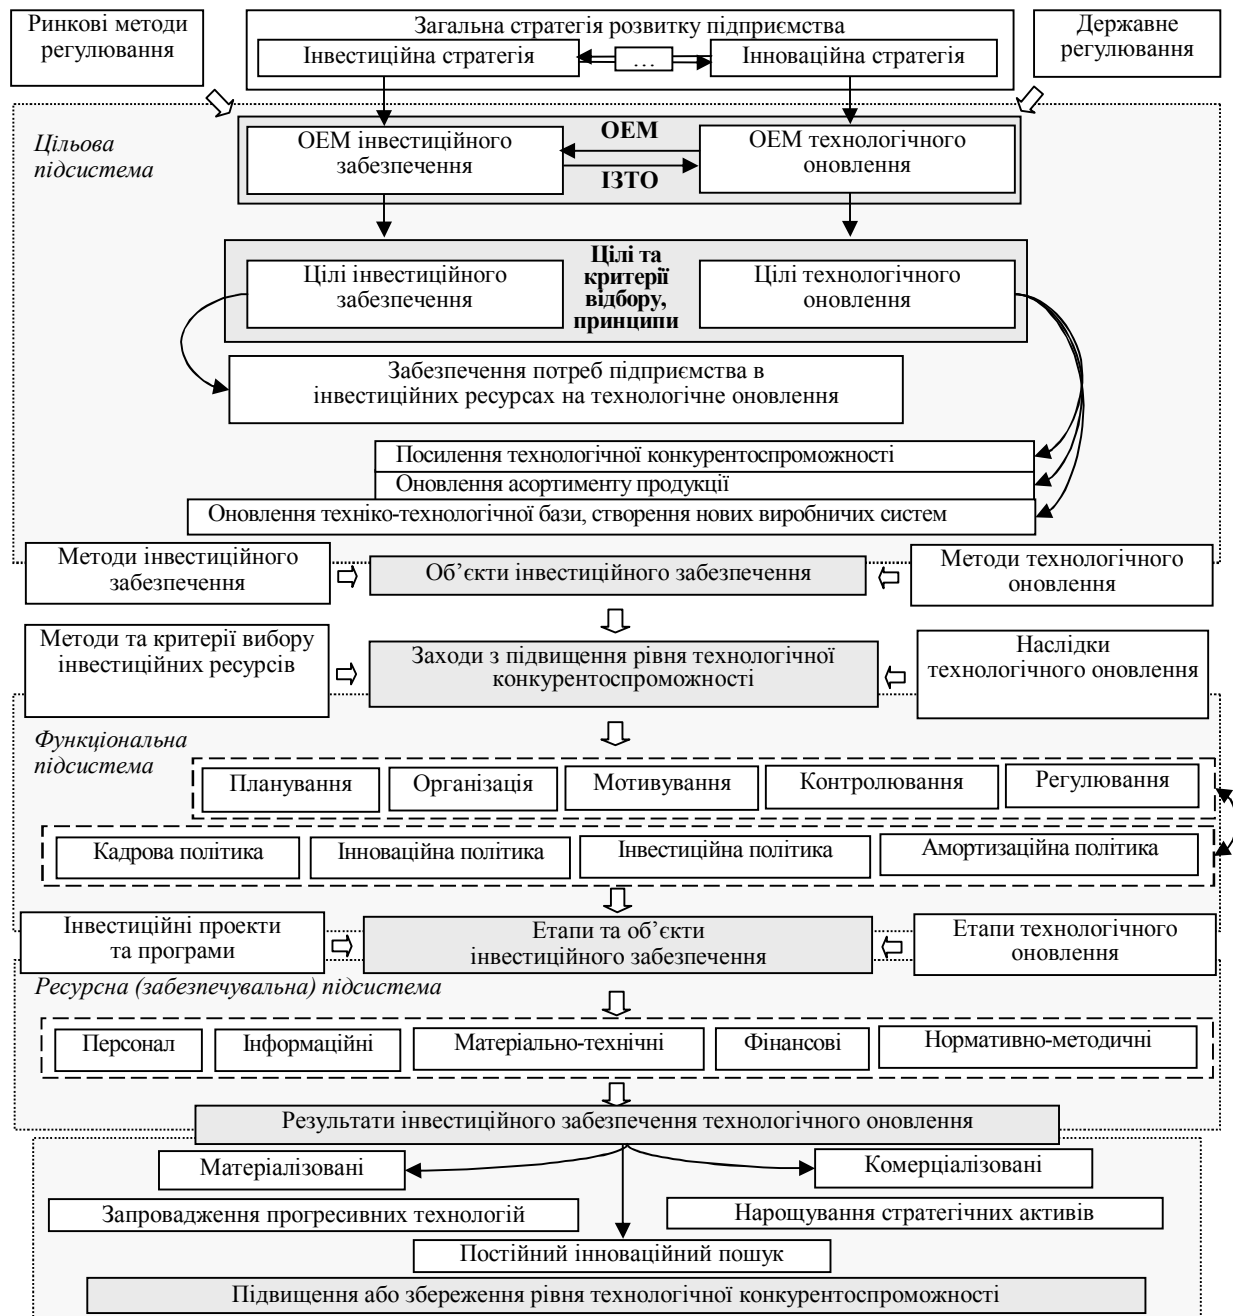 Ринкові методи
регулювання
Загальна стратегія розвитку підприємства
Державне
регулювання
Інвестиційна стратегія
...
Інноваційна стратегія
Цільова
підсистема
ОЕМ інвестиційного
забезпечення
ОЕМ
ІЗТО
ОЕМ технологічного
оновлення
Цілі інвестиційного
забезпечення
Цілі та
критерії
відбору,
принципи
Цілі технологічного
оновлення
Забезпечення потреб підприємства в
інвестиційних ресурсах на технологічне оновлення
Посилення технологічної конкурентоспроможності
Оновлення асортименту продукції
Оновлення техніко-технологічної бази, створення нових виробничих систем
Методи інвестиційного
забезпечення
Об’єкти інвестиційного забезпечення
Методи технологічного
оновлення
Методи та критерії вибору
інвестиційних ресурсів
Заходи з підвищення рівня технологічної
конкурентоспроможності
Наслідки
технологічного оновлення
Функціональна
підсистема
Планування
Організація
Мотивування
Контролювання
Регулювання
Кадрова політика
Інноваційна політика
Інвестиційна політика
Амортизаційна політика
Інвестиційні проекти
та програми
Етапи та об’єкти
інвестиційного забезпечення
Етапи технологічного
оновлення
Ресурсна (забезпечувальна) підсистема
Персонал
Інформаційні
Матеріально-технічні
Фінансові
Нормативно-методичні
Результати інвестиційного забезпечення технологічного оновлення
Матеріалізовані
Комерціалізовані
Запровадження прогресивних технологій
Нарощування стратегічних активів
Постійний інноваційний пошук
Підвищення або збереження рівня технологічної конкурентоспроможності